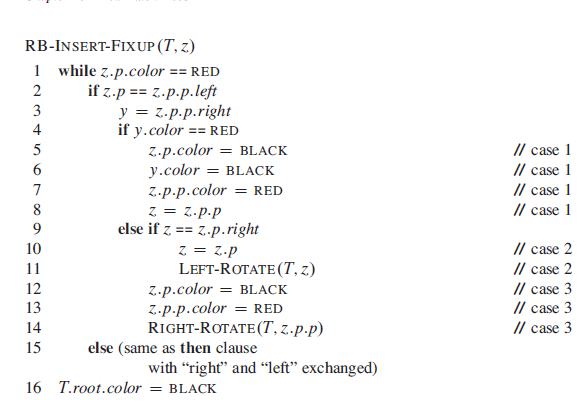 RB-INSERT-FIXUP(T, z)
1 while z.p.color == RED
2 if z.p == z.p.p.left
3 y = z.p.p.right
4 if y.color == RED
5 z.p.color = BLACK // case 1
6 y.color = BLACK // case 1
7 z.p.p.color = RED // case 1
8 z = z.p.p // case 1
9 else if z == z.p.right
10 z = z.p // case 2
11 LEFT-ROTATE(T, z) // case 2
12 z.p.color = BLACK // case 3
13 z.p.p.color = RED // case 3
14 RIGHT-ROTATE(T, z.p.p) // case 3
15 else (same as then clause
with “right” and “left” exchanged)
16 T.root.color = BLACK